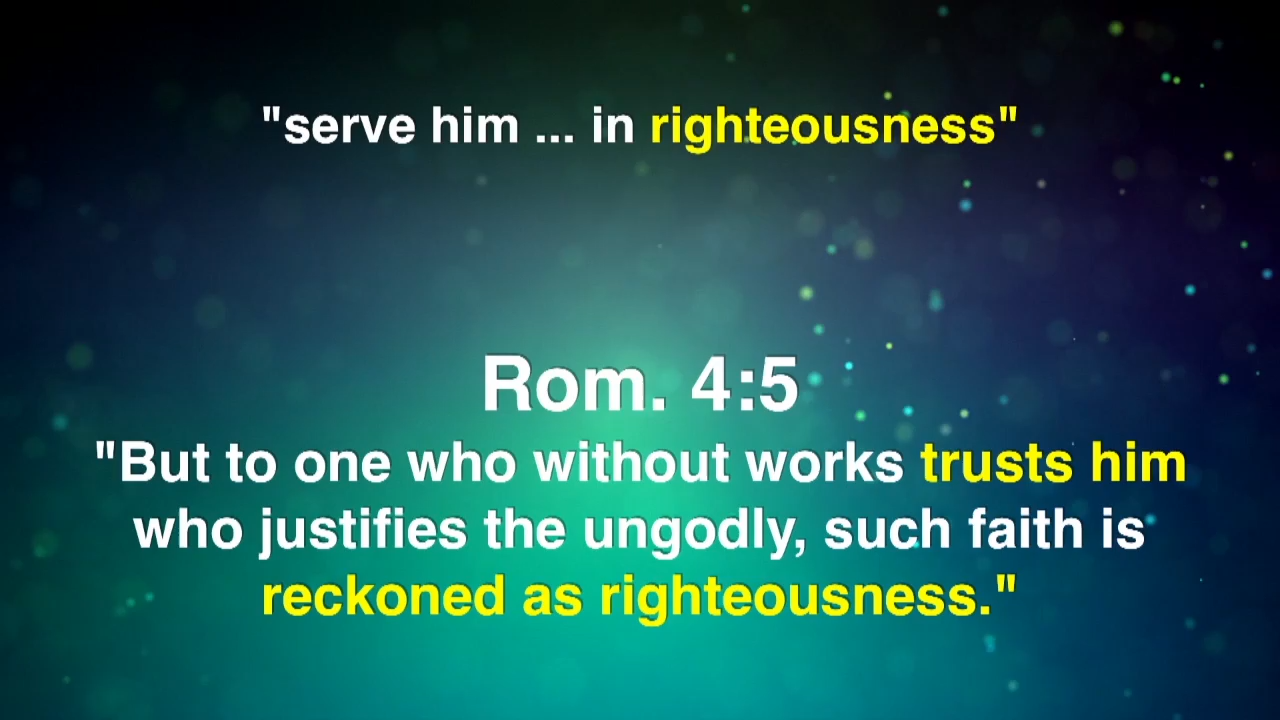 "serve him ... in righteousness"
Rom. 4:5
"But to one who without works trusts him
who justifies the ungodly, such faith is
reckoned as righteousness."